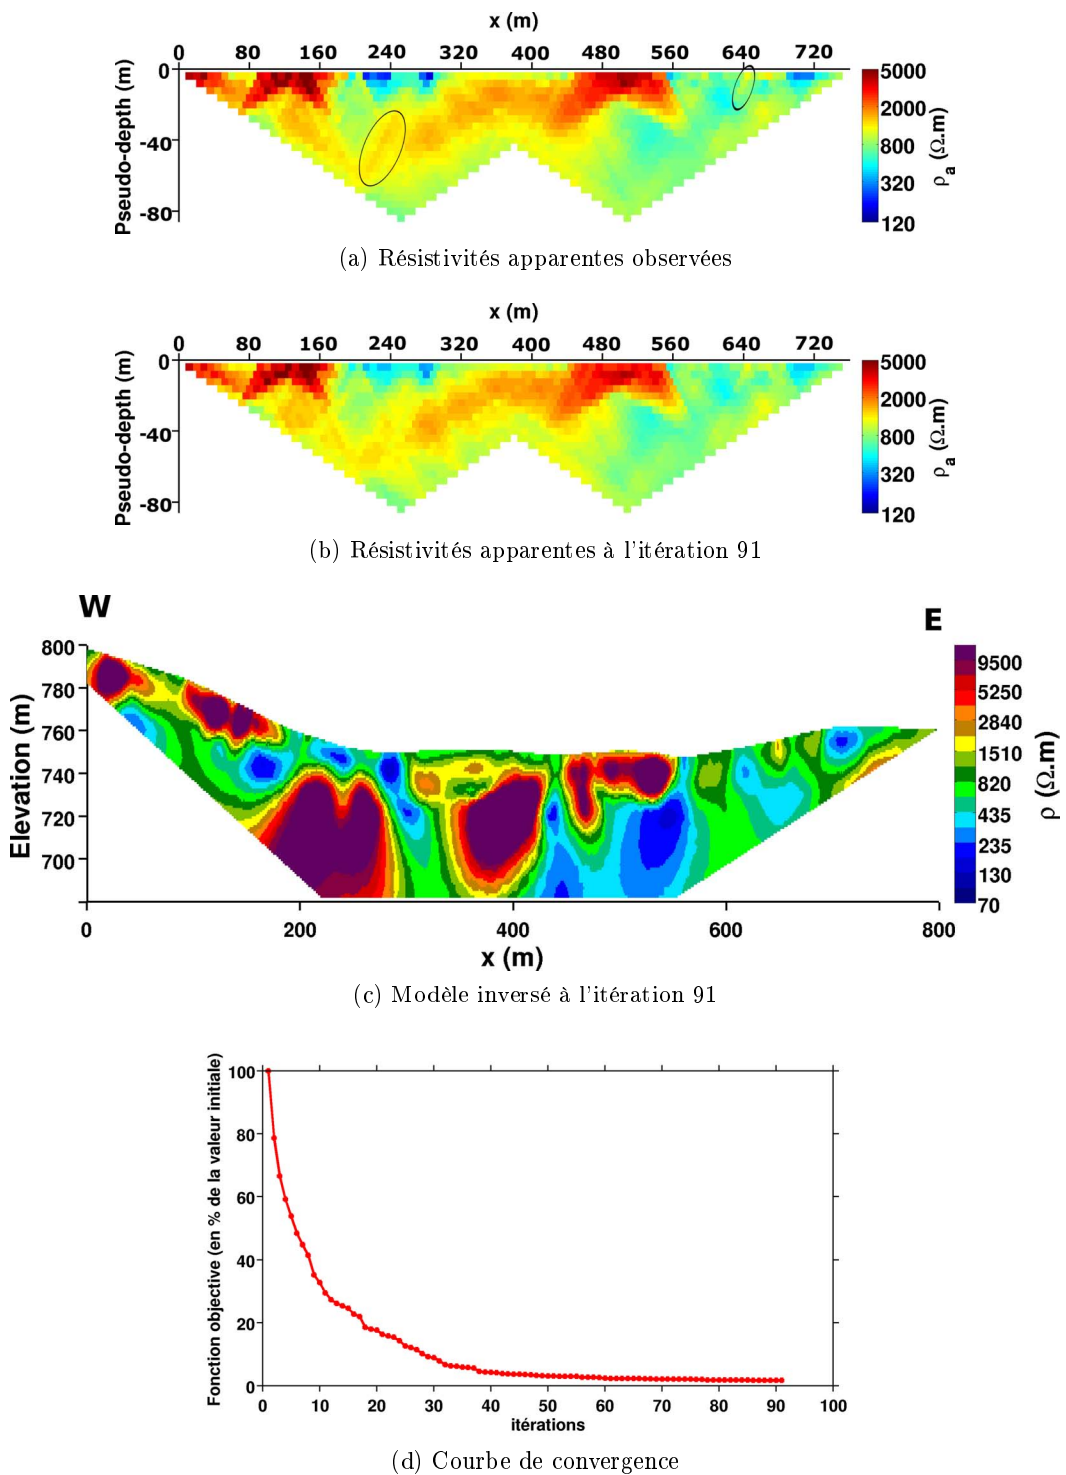 x (m)
0 80 160 240 320 400 480 560 640 720
Pseudo-depth (m)
0
-40
-80
5000
2000
800
320
120
ρa (Ω.m)
(a) Résistivités apparentes observées
x (m)
0 80 160 240 320 400 480 560 640 720
Pseudo-depth (m)
0
-40
-80
5000
2000
800
320
120
ρa (Ω.m)
(b) Résistivités apparentes à l'itération 91
W
E
Elevation (m)
800
780
760
740
720
700
0 200 400 600 800
x (m)
9500
5250
2840
1510
820
435
235
130
70
ρ (Ω.m)
(c) Modèle inversé à l'itération 91
Fonction objective (en % de la valeur initiale)
100
80
60
40
20
0
0 10 20 30 40 50 60 70 80 90 100
itérations
(d) Courbe de convergence